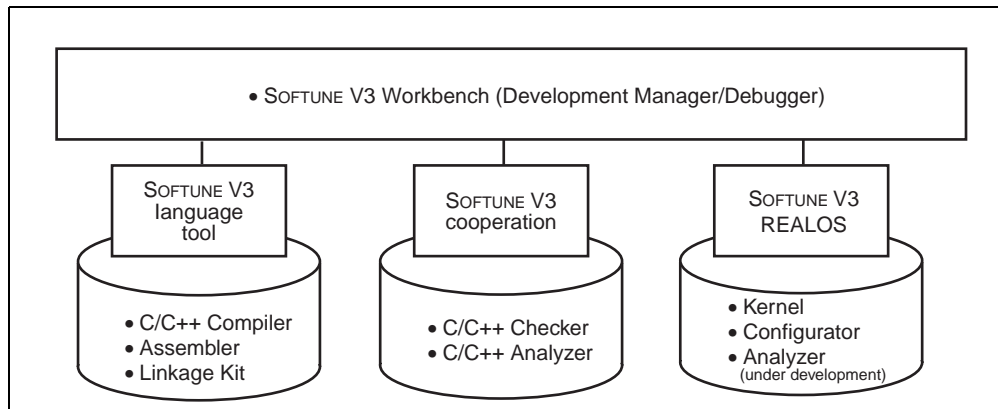 • SOFTUNE V3 Workbench (Development Manager/Debugger)
SOFTUNE V3
language
tool
• C/C++ Compiler
• Assembler
• Linkage Kit
SOFTUNE V3
cooperation
• C/C++ Checker
• C/C++ Analyzer
SOFTUNE V3
REALOS
• Kernel
• Configurator
• Analyzer
(under development)